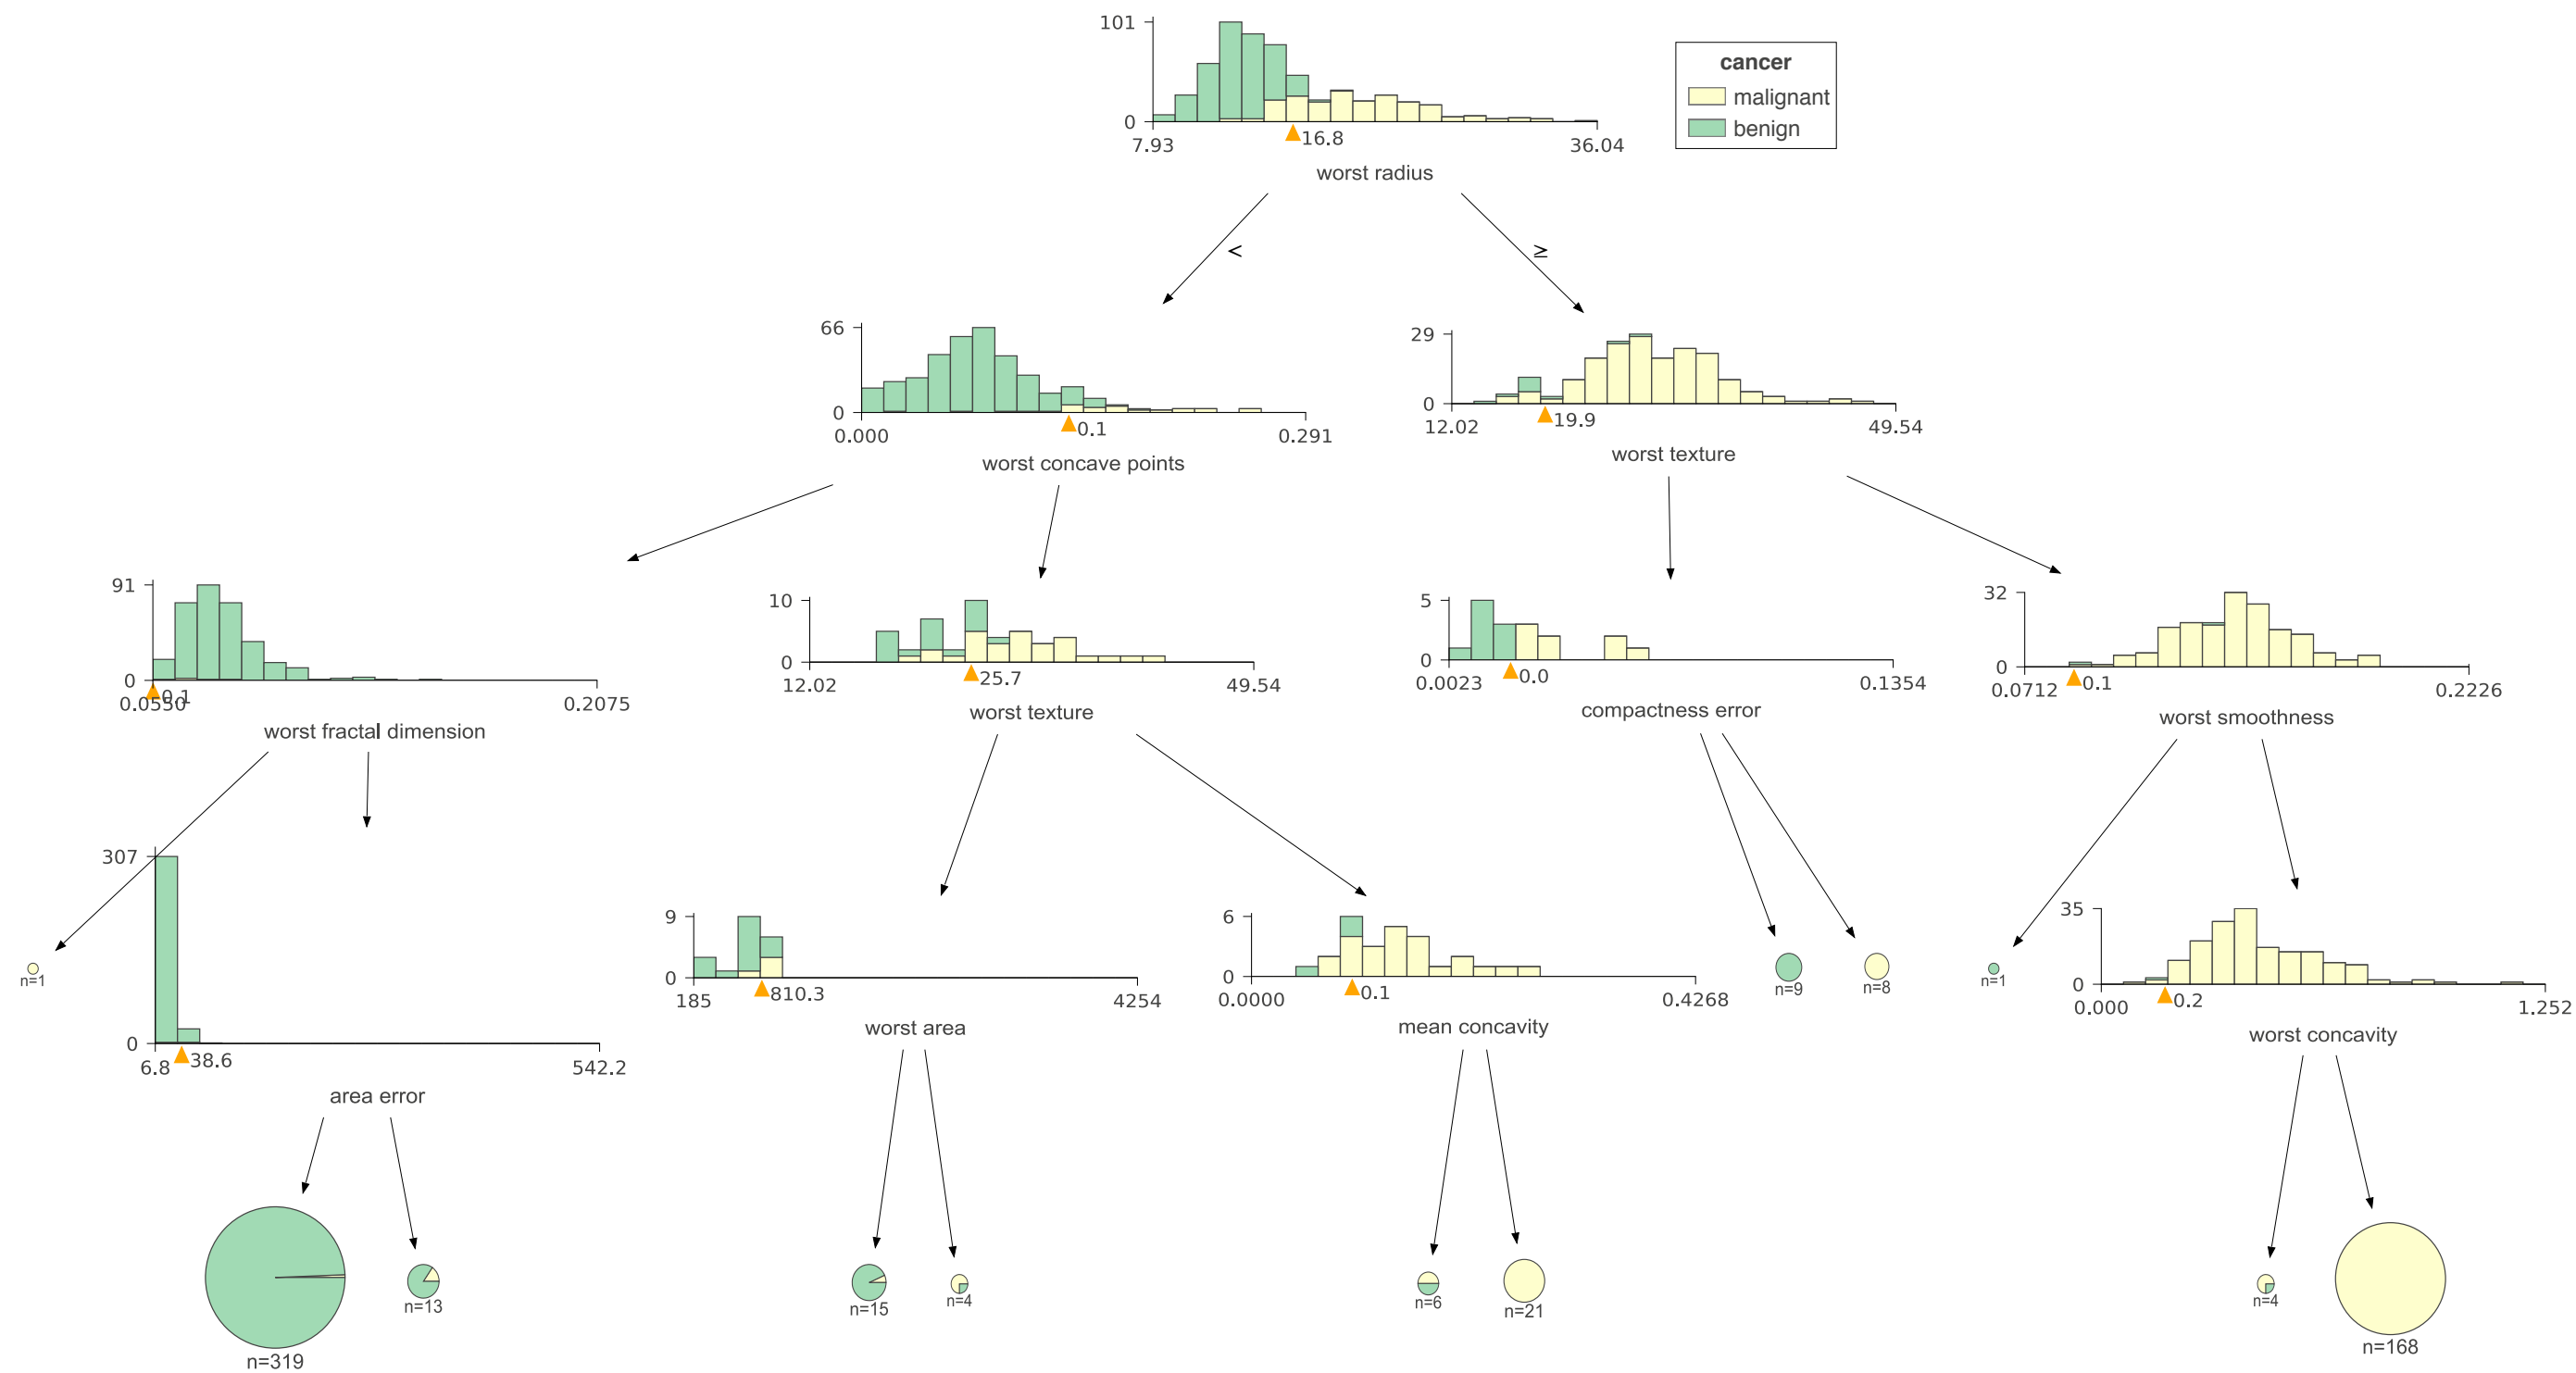 101
0
7.93
16.8
36.04
worst radius
cancer
malignant
benign
<
≥
66
0
0.000
0.1
0.291
worst concave points
29
0
12.02
19.9
49.54
worst texture
91
0
0.0550
0.1
0.2075
worst fractal dimension
10
0
12.02
25.7
49.54
worst texture
5
0
0.0023
0.0
0.1354
compactness error
32
0
0.0712
0.1
0.2226
worst smoothness
n=1
307
0
6.8
38.6
542.2
area error
9
0
185
810.3
4254
worst area
6
0
0.0000
0.1
0.4268
mean concavity
n=9
n=8
n=1
35
0
0.000
0.2
1.252
worst concavity
n=319
n=13
n=15
n=4
n=6
n=21
n=4
n=168